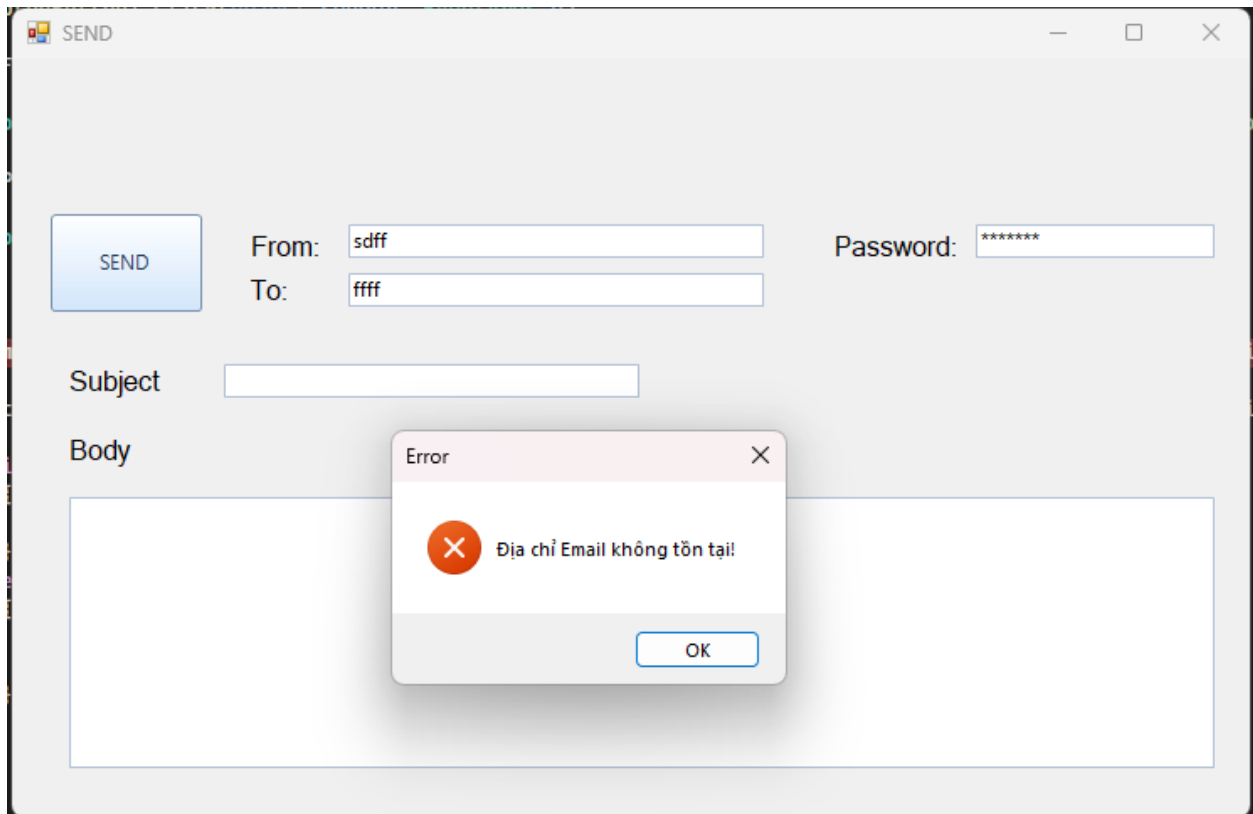 SEND
SEND
From:
sdff
Password:
*******
To:
ffff
Subject
Body
Error
Địa chỉ Email không tồn tại!
OK